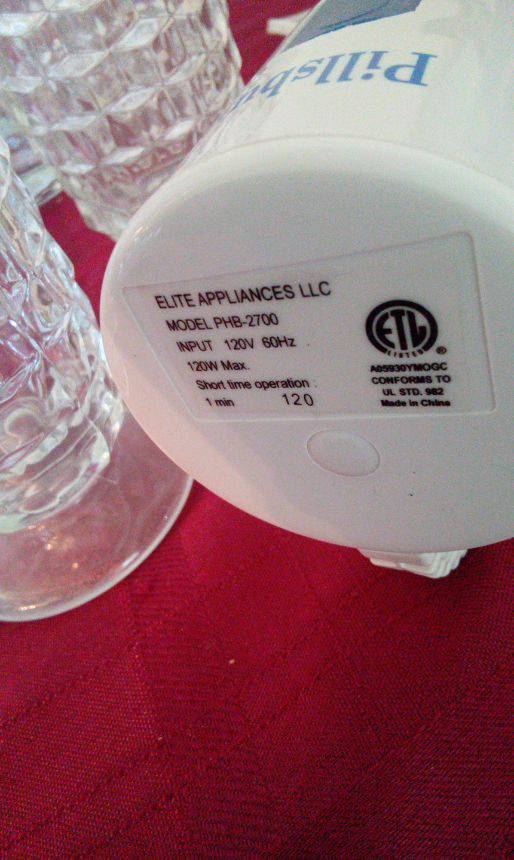 Pillsbu
ELITE APPLIANCES LLC
MODEL PHB-2700
INPUT 120V 60Hz
120W Max.
Short time operation
1 min 120
ETL
LISTED
®
A05930YMOGC
CONFORMS TO
UL STD. 982
Made in China